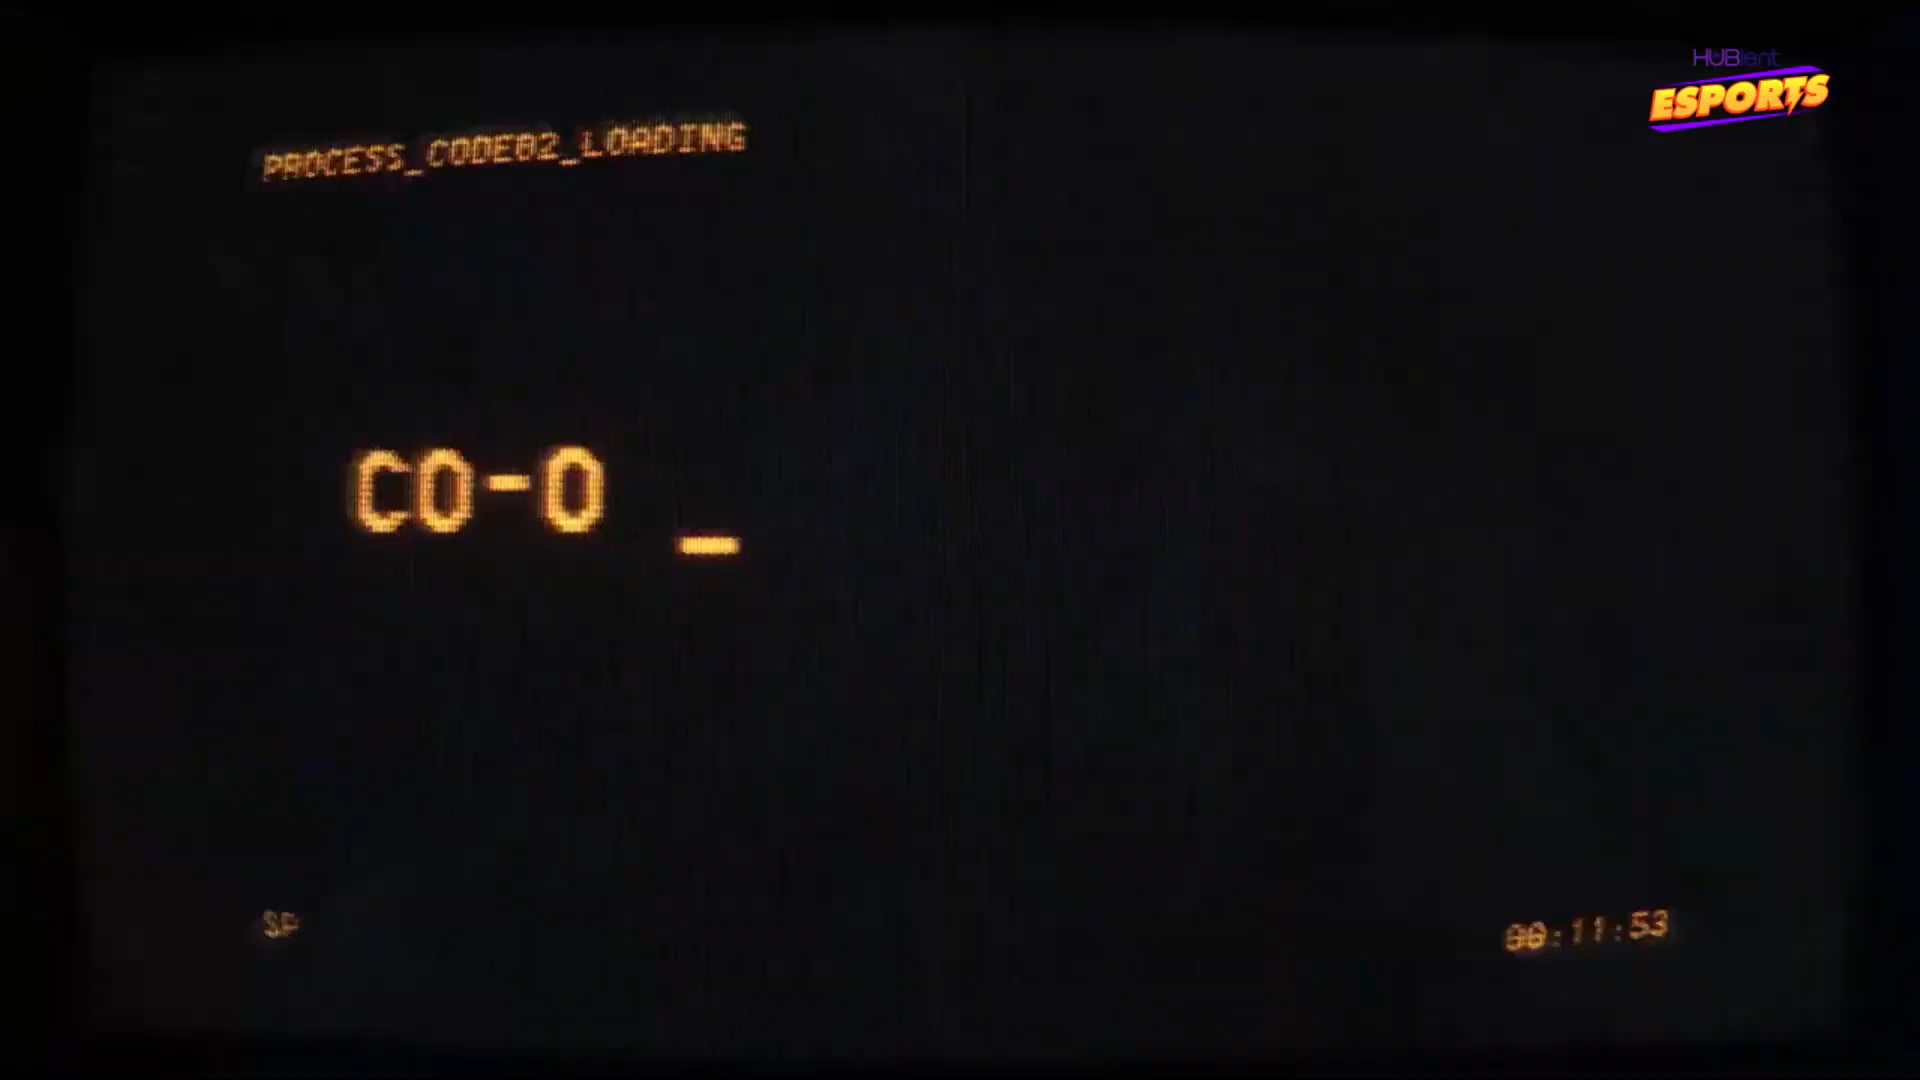 HUBlent
ESPORTS
PROCESS_CODE02_LOADING
CO-O _
SP
00:11:53